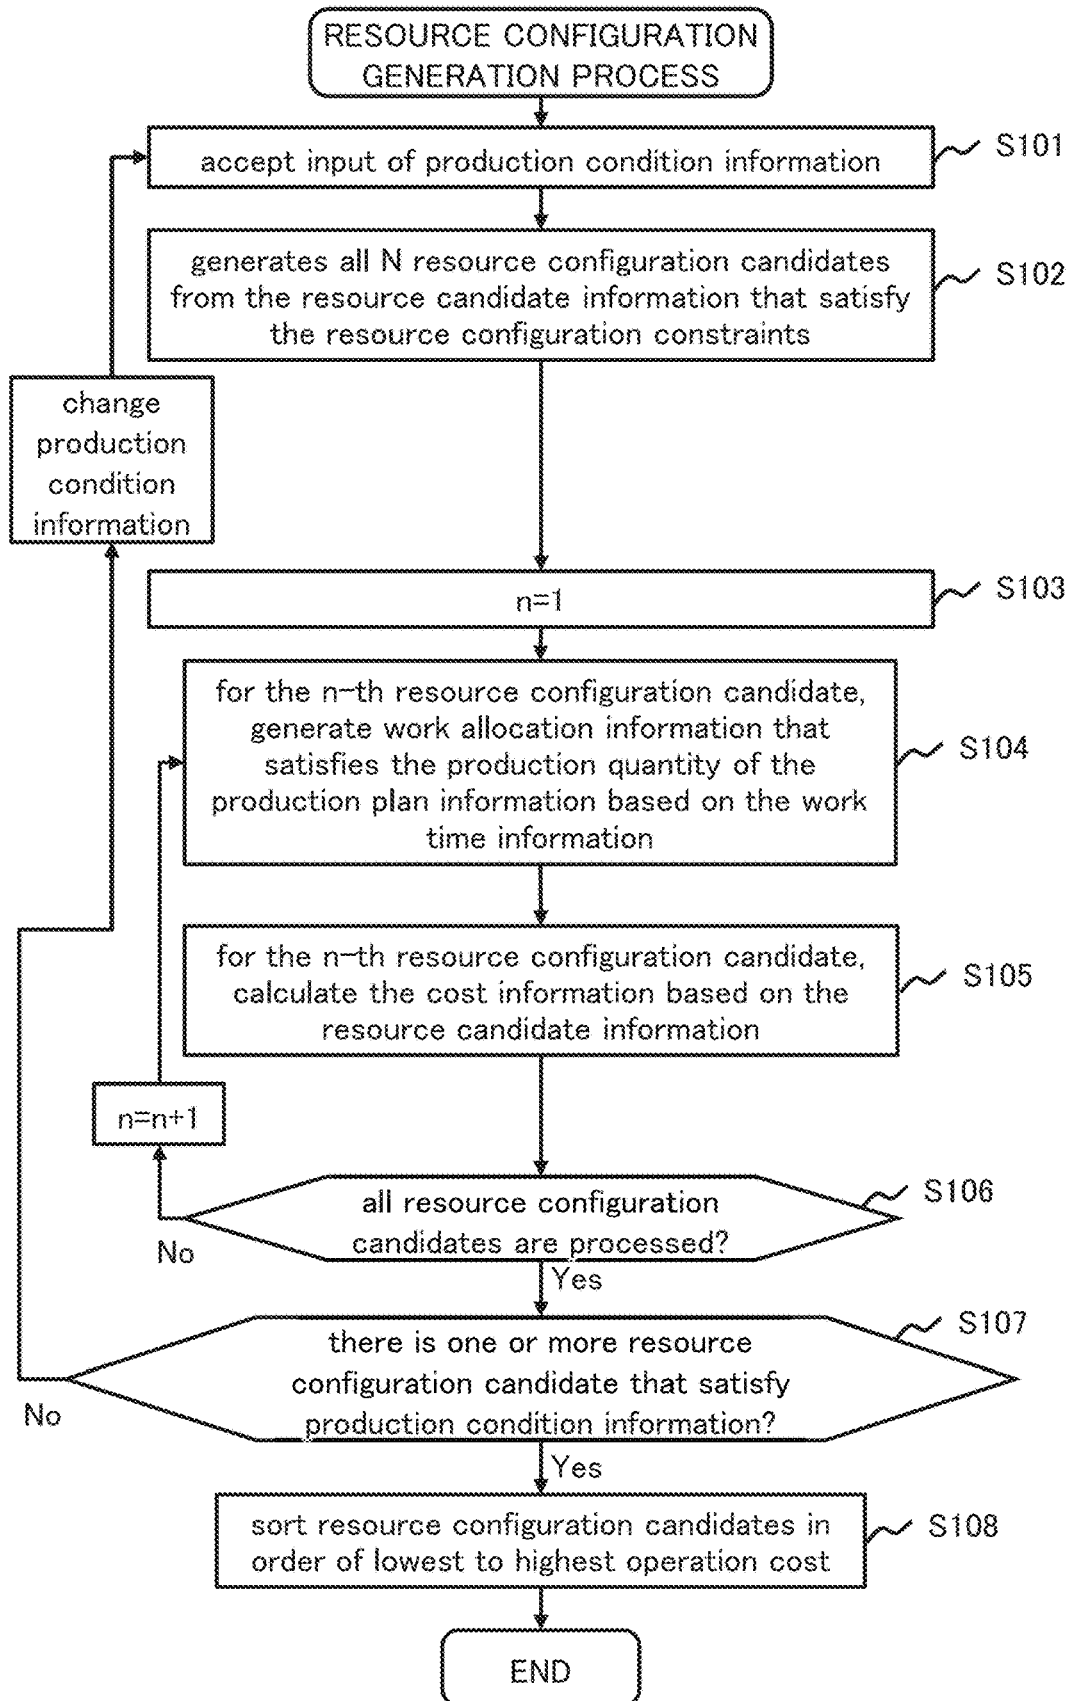 RESOURCE CONFIGURATION
GENERATION PROCESS
accept input of production condition information
S101
generates all N resource configuration candidates
from the resource candidate information that satisfy
the resource configuration constraints
S102
change
production
condition
information
n=1
S103
for the n-th resource configuration candidate,
generate work allocation information that
satisfies the production quantity of the
production plan information based on the work
time information
S104
for the n-th resource configuration candidate,
calculate the cost information based on the
resource candidate information
S105
n=n+1
all resource configuration
candidates are processed?
S106
No
Yes
there is one or more resource
configuration candidate that satisfy
production condition information?
S107
No
Yes
sort resource configuration candidates in
order of lowest to highest operation cost
S108
END